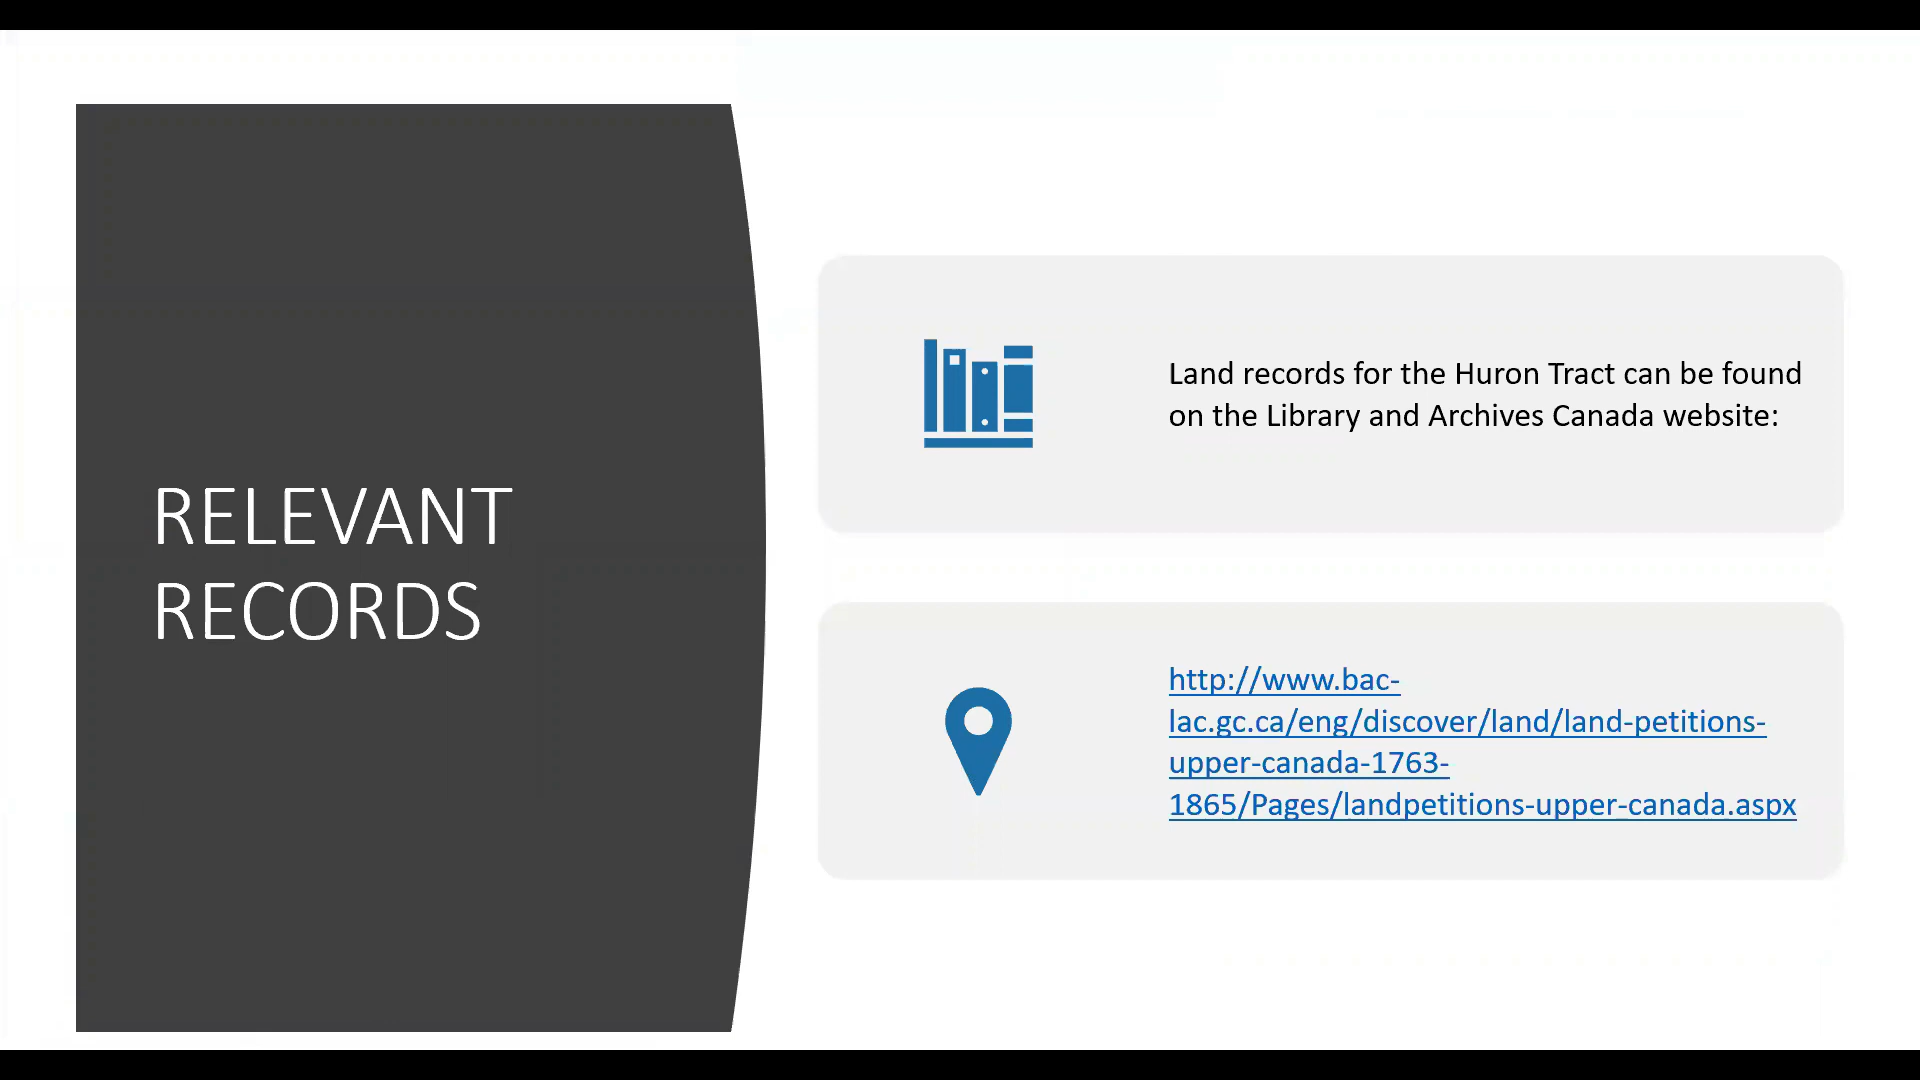 RELEVANT
RECORDS
Land records for the Huron Tract can be found
on the Library and Archives Canada website:
http://www.bac-
lac.gc.ca/eng/discover/land/land-petitions-
upper-canada-1763-
1865/Pages/landpetitions-upper-canada.aspx